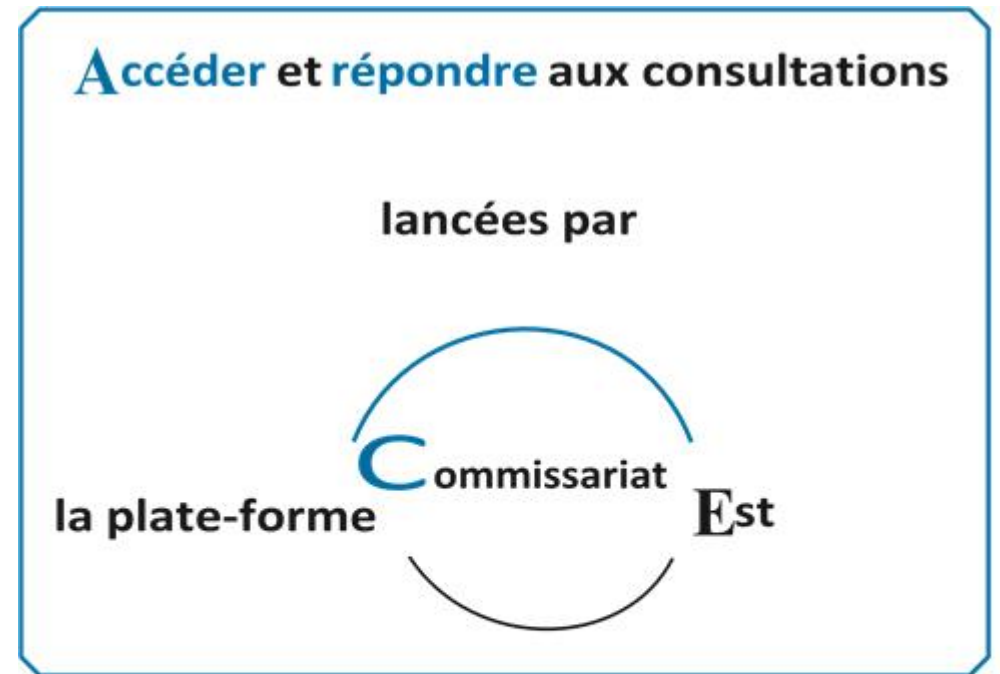 Accéder et répondre aux consultations
lancées par
la plate-forme Commissariat Est